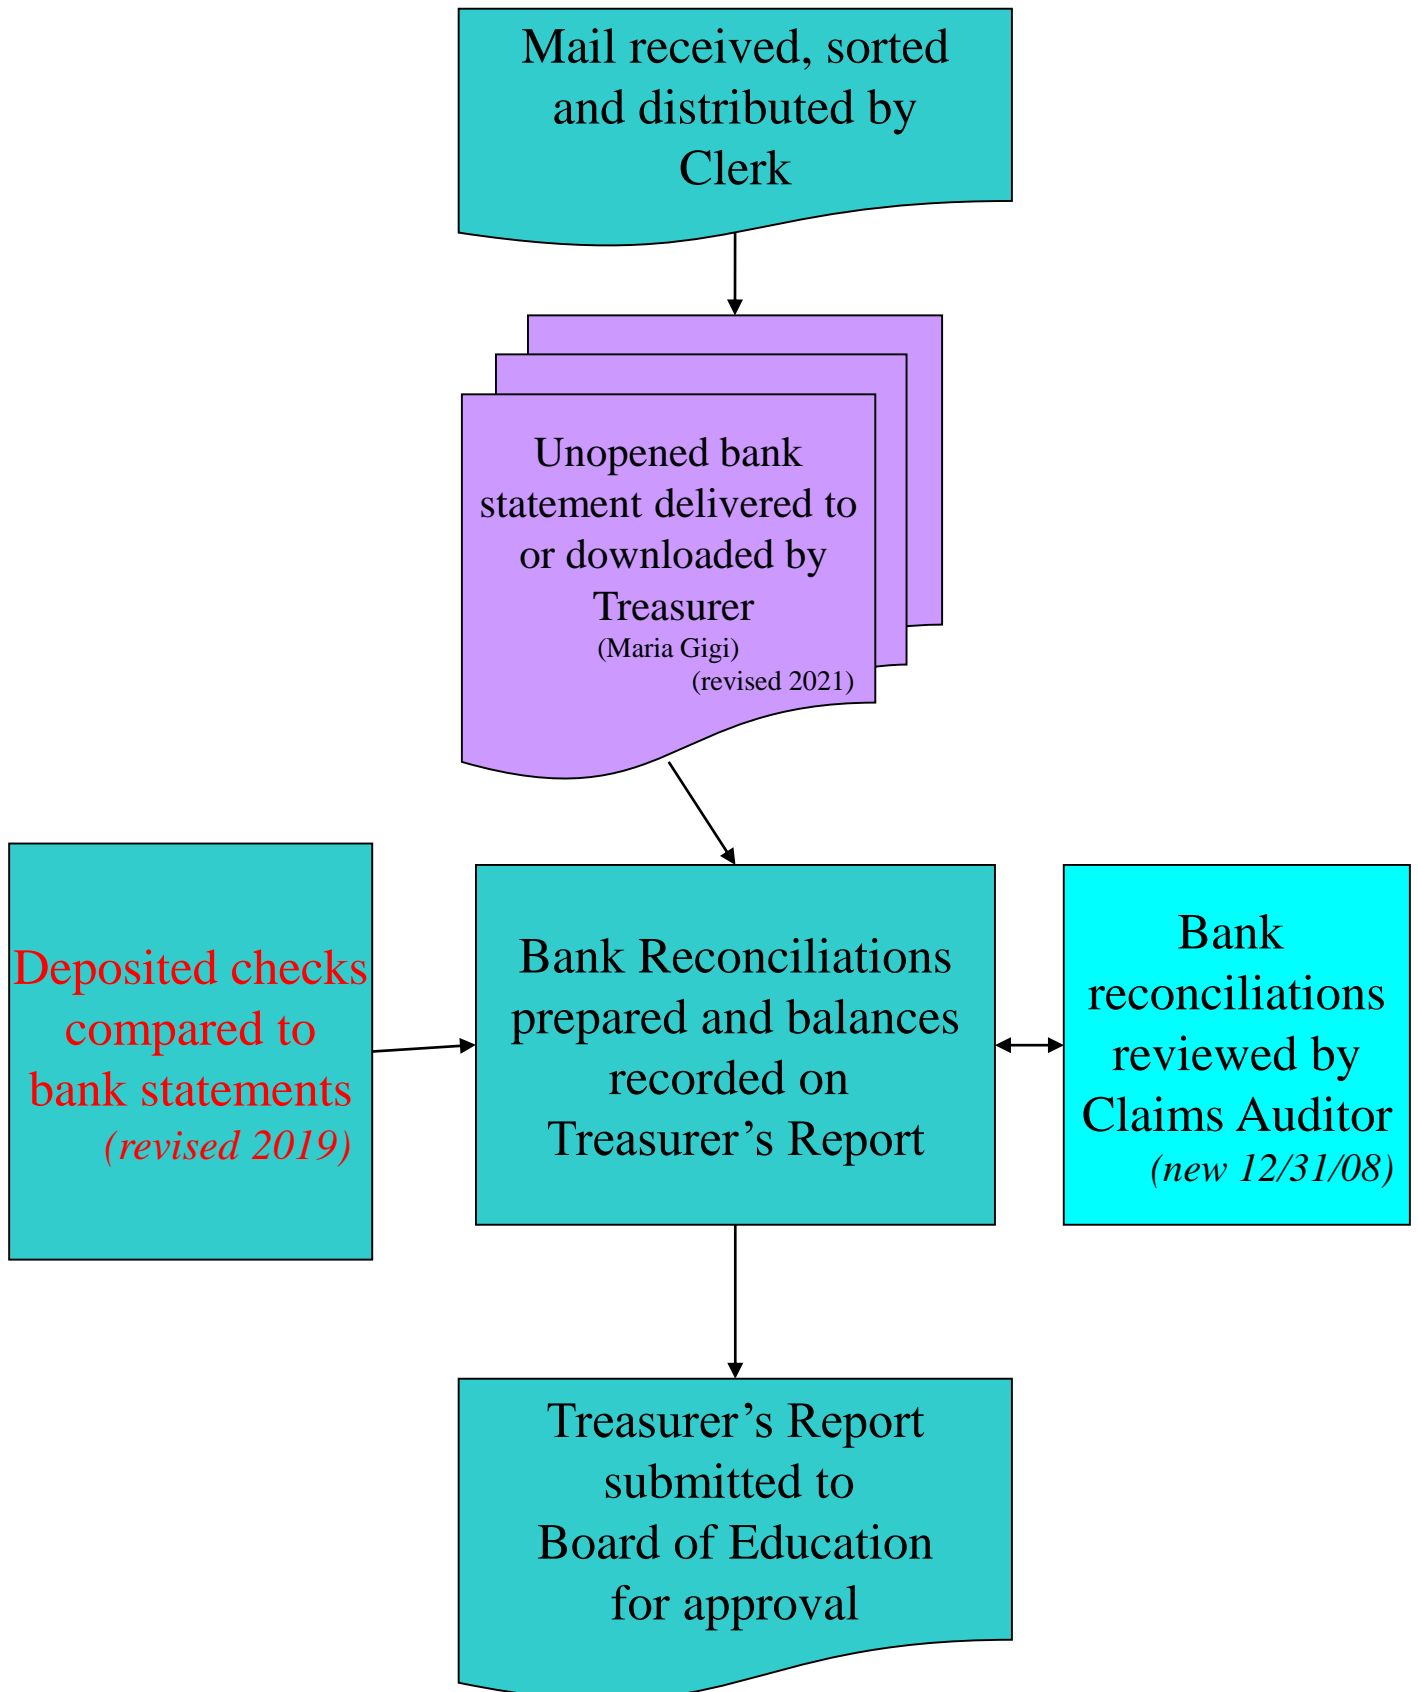 Mail received, sorted
and distributed by
Clerk
Unopened bank
statement delivered to
or downloaded by
Treasurer
(Maria Gigi)
(revised 2021)
Deposited checks
compared to
bank statements
(revised 2019)
Bank Reconciliations
prepared and balances
recorded on
Treasurer’s Report
Bank
reconciliations
reviewed by
Claims Auditor
(new 12/31/08)
Treasurer’s Report
submitted to
Board of Education
for approval